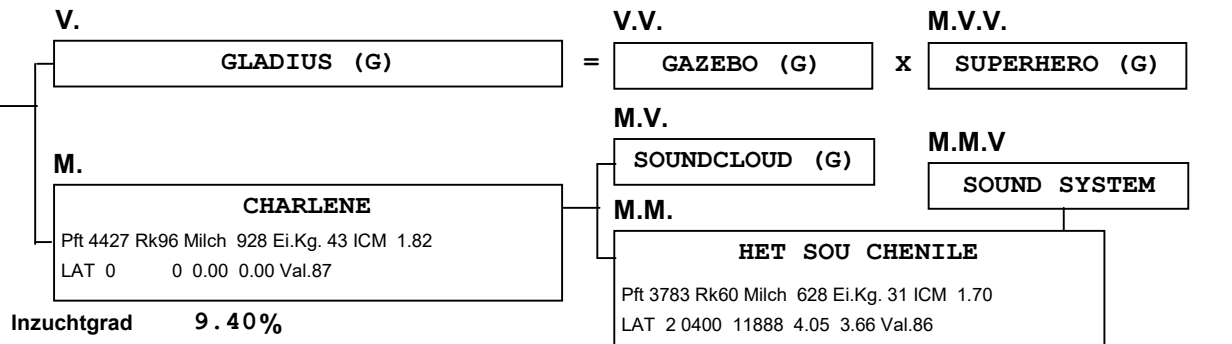 V.
GLADIUS (G)
=
V.V.
GAZEBO (G)
X
M.V.V.
SUPERHERO (G)
M.
CHARLENE
Pft 4427 Rk96 Milch 928 Ei.Kg. 43 ICM 1.82
LAT 0 0 0.00 0.00 Val.87
M.V.
SOUNDCLOUD (G)
M.M.V
SOUND SYSTEM
M.M.
HET SOU CHENILE
Pft 3783 Rk60 Milch 628 Ei.Kg. 31 ICM 1.70
LAT 2 0400 11888 4.05 3.66 Val.86
Inzuchtgrad 9.40%